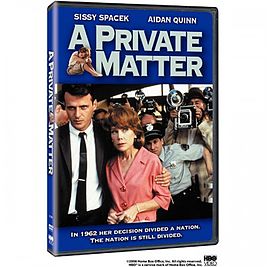 SISSY SPACEK AIDAN QUINN
A PRIVATE
MATTER
A PRIVATE
MATTER
IN 1962 HER DECISION DIVIDED A NATION.
THE NATION IS STILL DIVIDED.
HBO
VIDEO